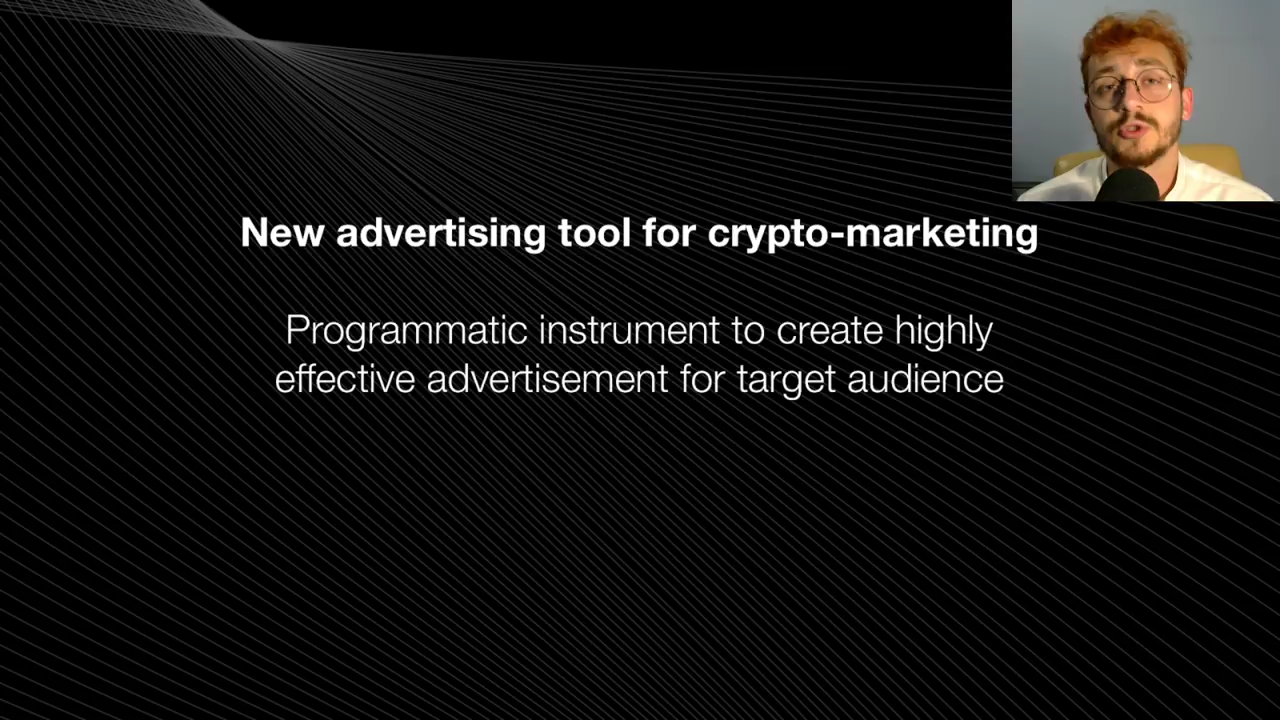 New advertising tool for crypto-marketing
Programmatic instrument to create highly
effective advertisement for target audience